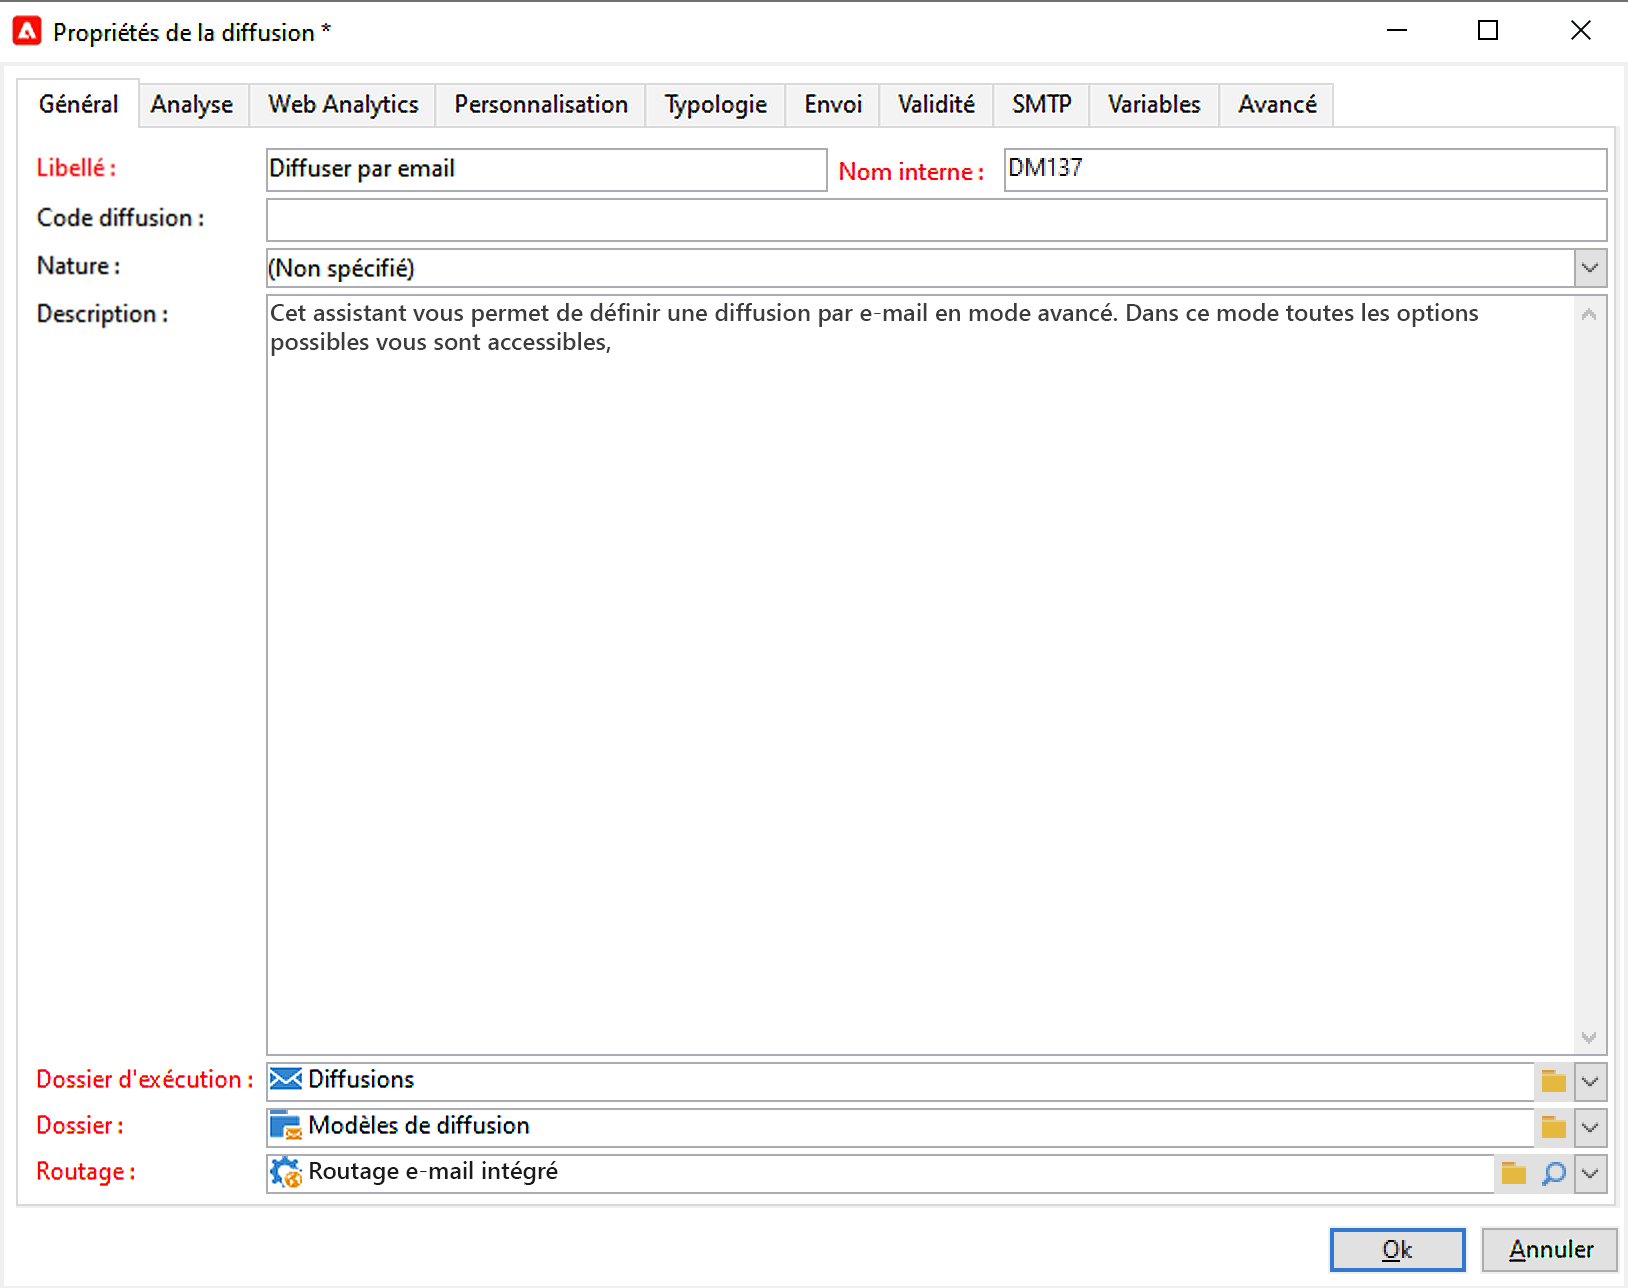 Propriétés de la diffusion *
Général Analyse Web Analytics Personnalisation Typologie Envoi Validité SMTP Variables Avancé
Libellé : Diffuser par email Nom interne : DM137
Code diffusion :
Nature : (Non spécifié)
Description : Cet assistant vous permet de définir une diffusion par e-mail en mode avancé. Dans ce mode toutes les options
possibles vous sont accessibles,
Dossier d'exécution : Diffusions
Dossier : Modèles de diffusion
Routage : Routage e-mail intégré
Ok Annuler